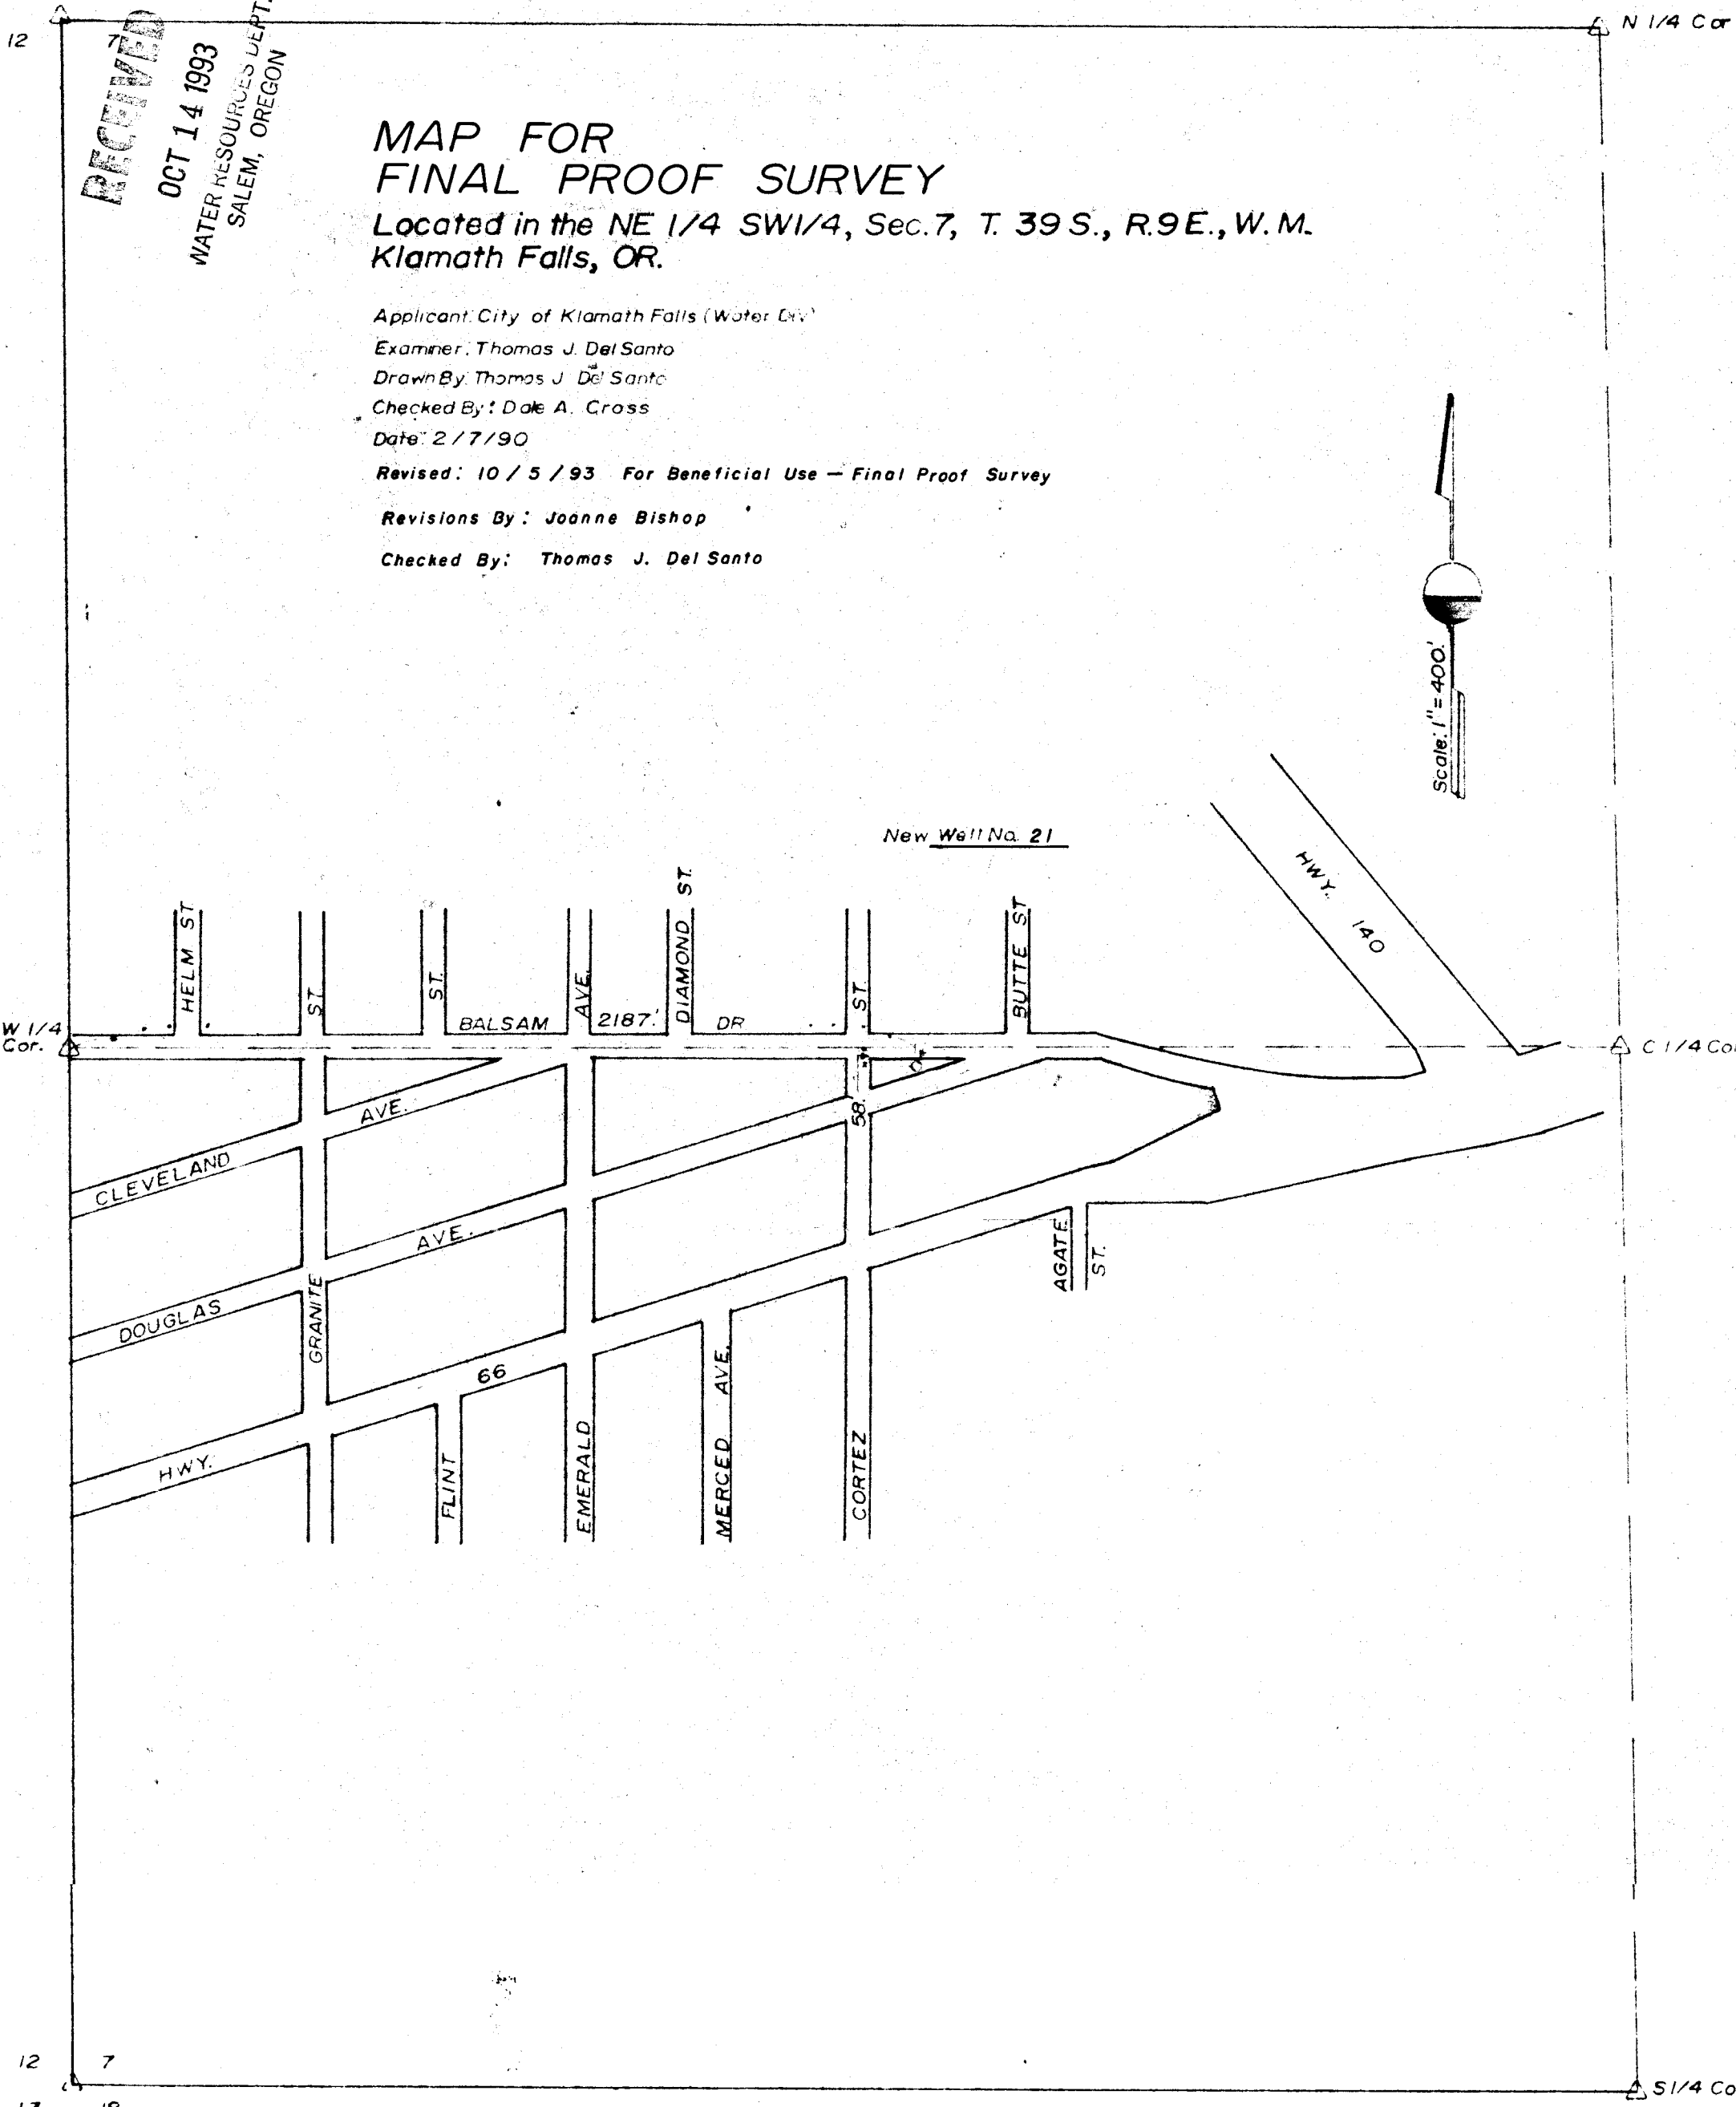 12
7
N 1/4 Cor
RECEIVED
OCT 14 1993
WATER RESOURCES DEPT.
SALEM, OREGON
MAP FOR
FINAL PROOF SURVEY
Located in the NE 1/4 SW1/4, Sec. 7, T. 39 S., R. 9 E., W. M.
Klamath Falls, OR.
Applicant: City of Klamath Falls (Water Div)
Examiner: Thomas J. Del Santo
Drawn By: Thomas J Del Santo
Checked By: Dale A. Cross
Date: 2/7/90
Revised: 10 / 5 / 93 For Beneficial Use — Final Proof Survey
Revisions By: Joanne Bishop
Checked By: Thomas J. Del Santo
Scale: 1"=400'
New Well No. 21
HWY. 140
HELM ST
ST
ST.
AVE.
DIAMOND ST.
ST.
BUTTE ST
W 1/4
Cor.
BALSAM
2187.'
DR
C 1/4 Cor
58.
CLEVELAND
AVE.
DOUGLAS
AVE.
GRANITE
HWY.
66
FLINT
EMERALD
MERCED AVE.
CORTEZ
AGATE
ST.
12
7
S 1/4 Co